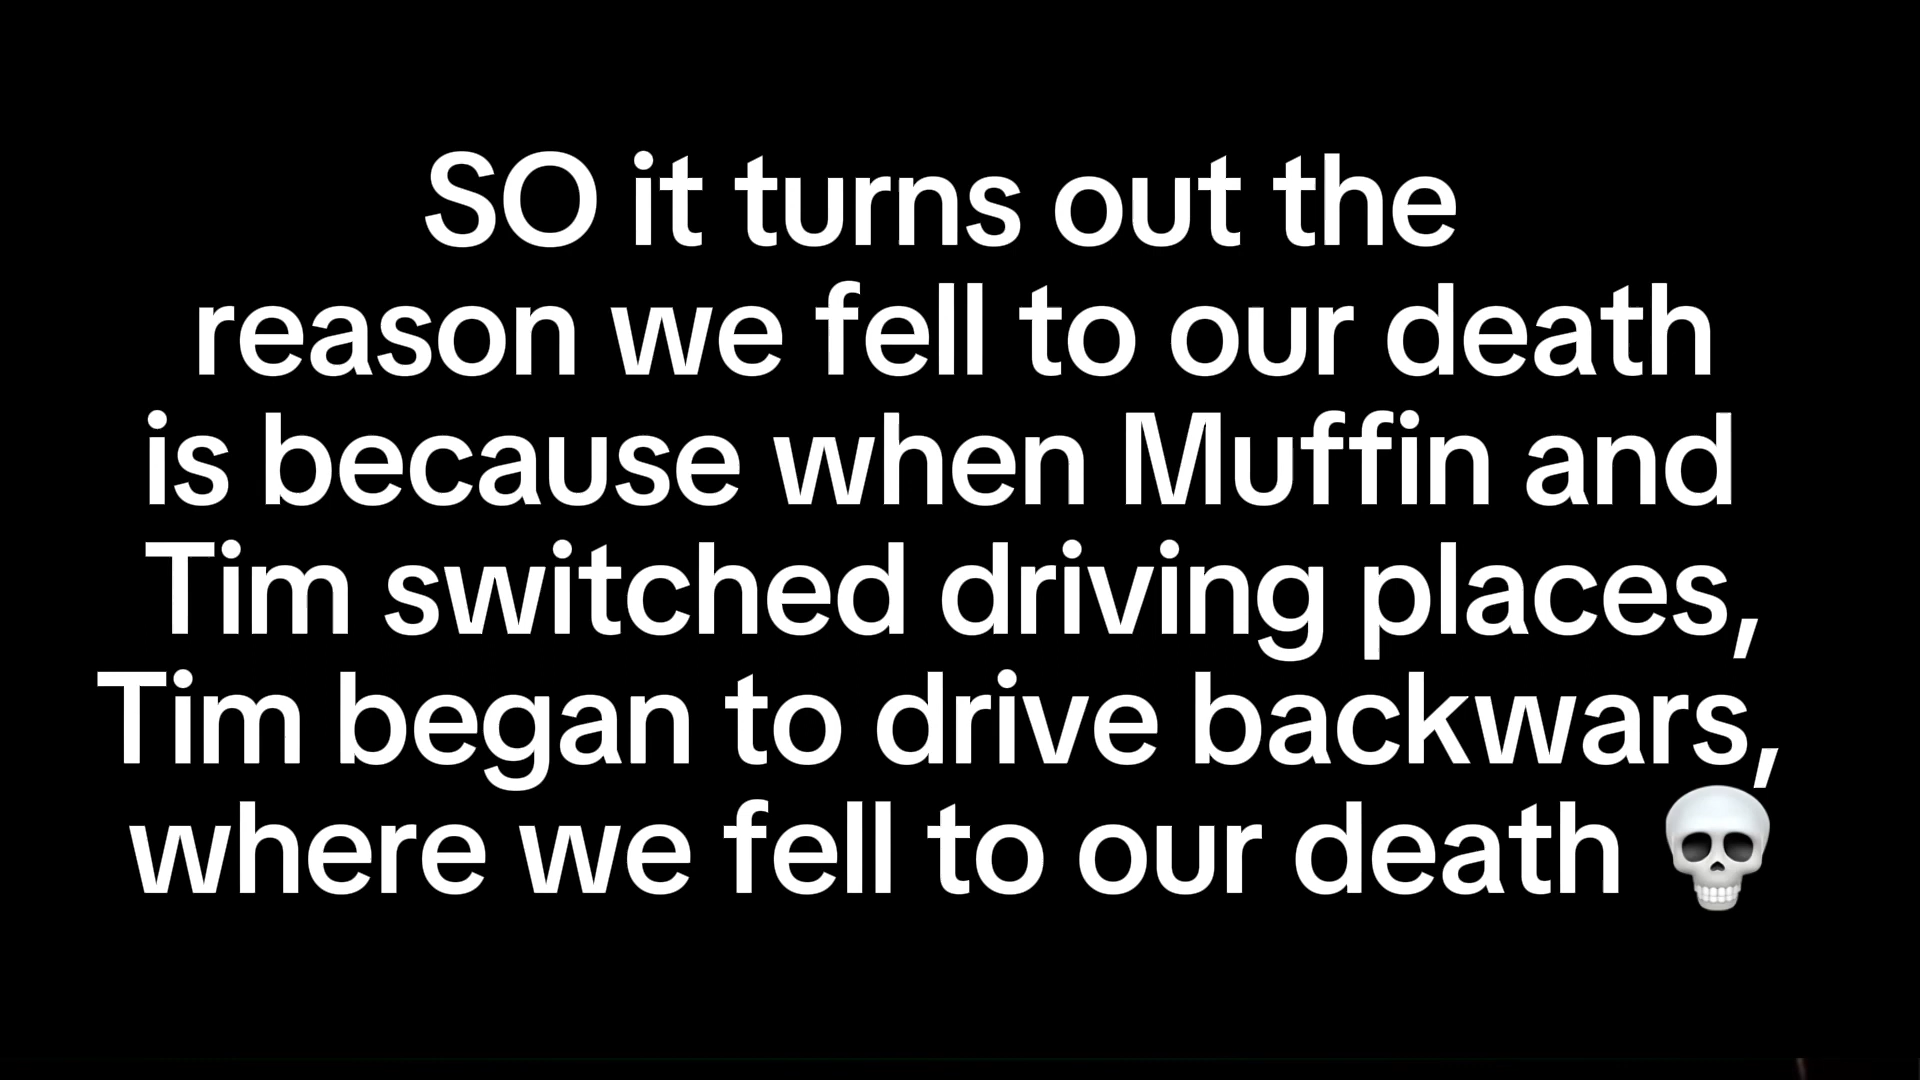 SO it turns out the
reason we fell to our death
is because when Muffin and
Tim switched driving places,
Tim began to drive backwars,
where we fell to our death 💀